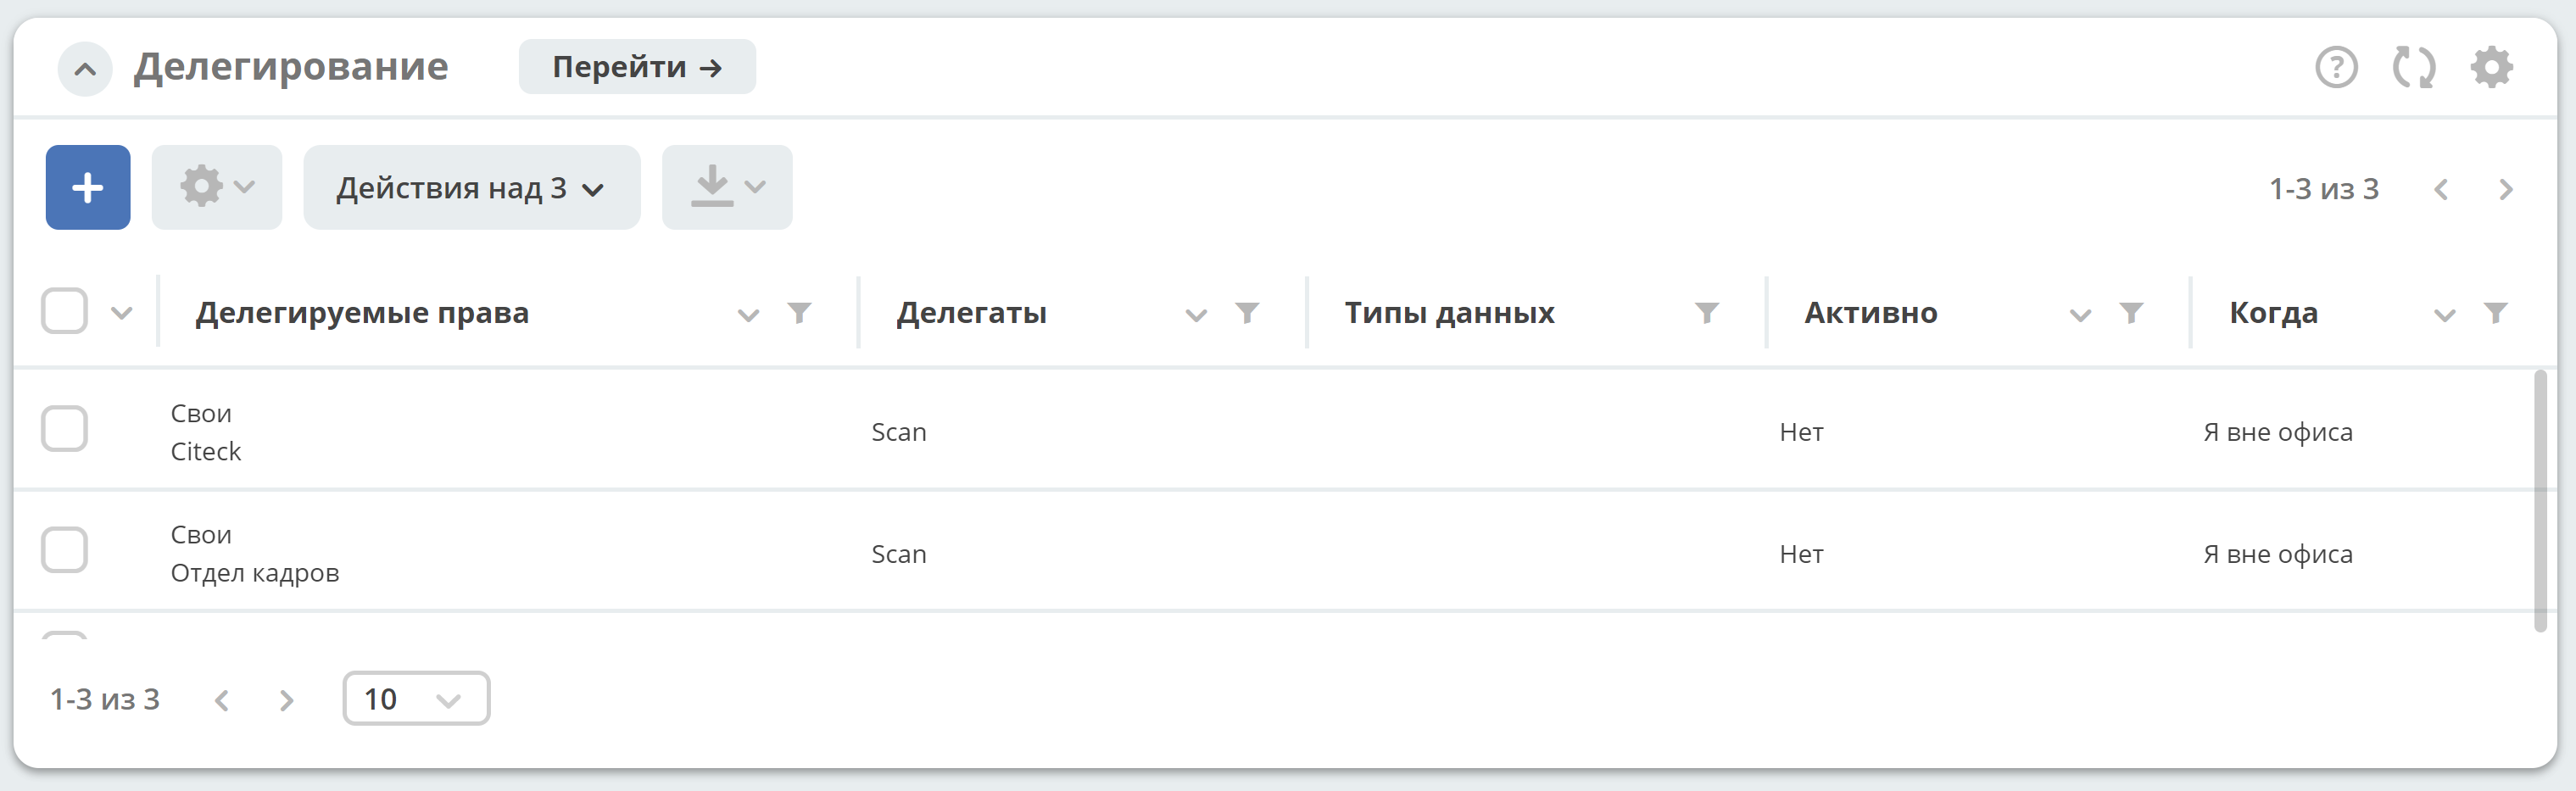 Делегирование
Перейти →
Действия над 3
1-3 из 3
Делегируемые права
Делегаты
Типы данных
Активно
Когда
Свои
Citeck
Scan
Нет
Я вне офиса
Свои
Отдел кадров
Scan
Нет
Я вне офиса
1-3 из 3
10